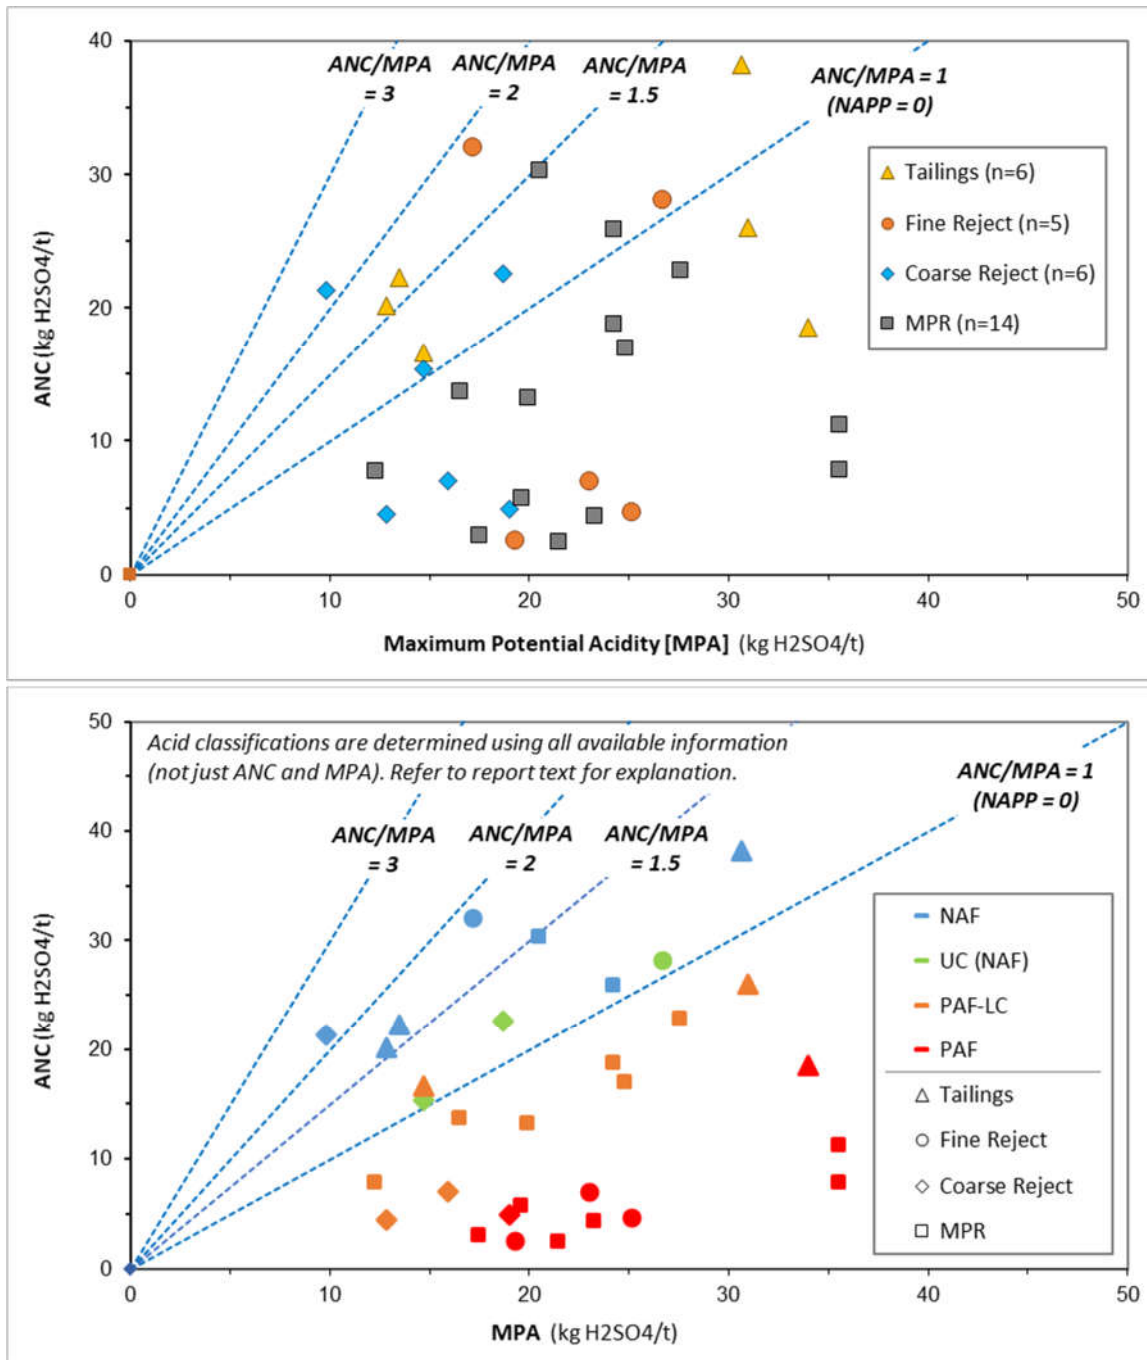 40
30
20
10
0
ANC (kg H2SO4/t)
ANC/MPA
= 3
ANC/MPA
= 2
ANC/MPA
= 1.5
ANC/MPA = 1
(NAPP = 0)
Tailings (n=6)
Fine Reject (n=5)
Coarse Reject (n=6)
MPR (n=14)
0
10
20
30
40
50
Maximum Potential Acidity [MPA] (kg H2SO4/t)
50
40
30
20
10
0
ANC (kg H2SO4/t)
Acid classifications are determined using all available information
(not just ANC and MPA). Refer to report text for explanation.
ANC/MPA
= 3
ANC/MPA
= 2
ANC/MPA
= 1.5
ANC/MPA = 1
(NAPP = 0)
NAF
UC (NAF)
PAF-LC
PAF
Tailings
Fine Reject
Coarse Reject
MPR
0
10
20
30
40
50
MPA (kg H2SO4/t)